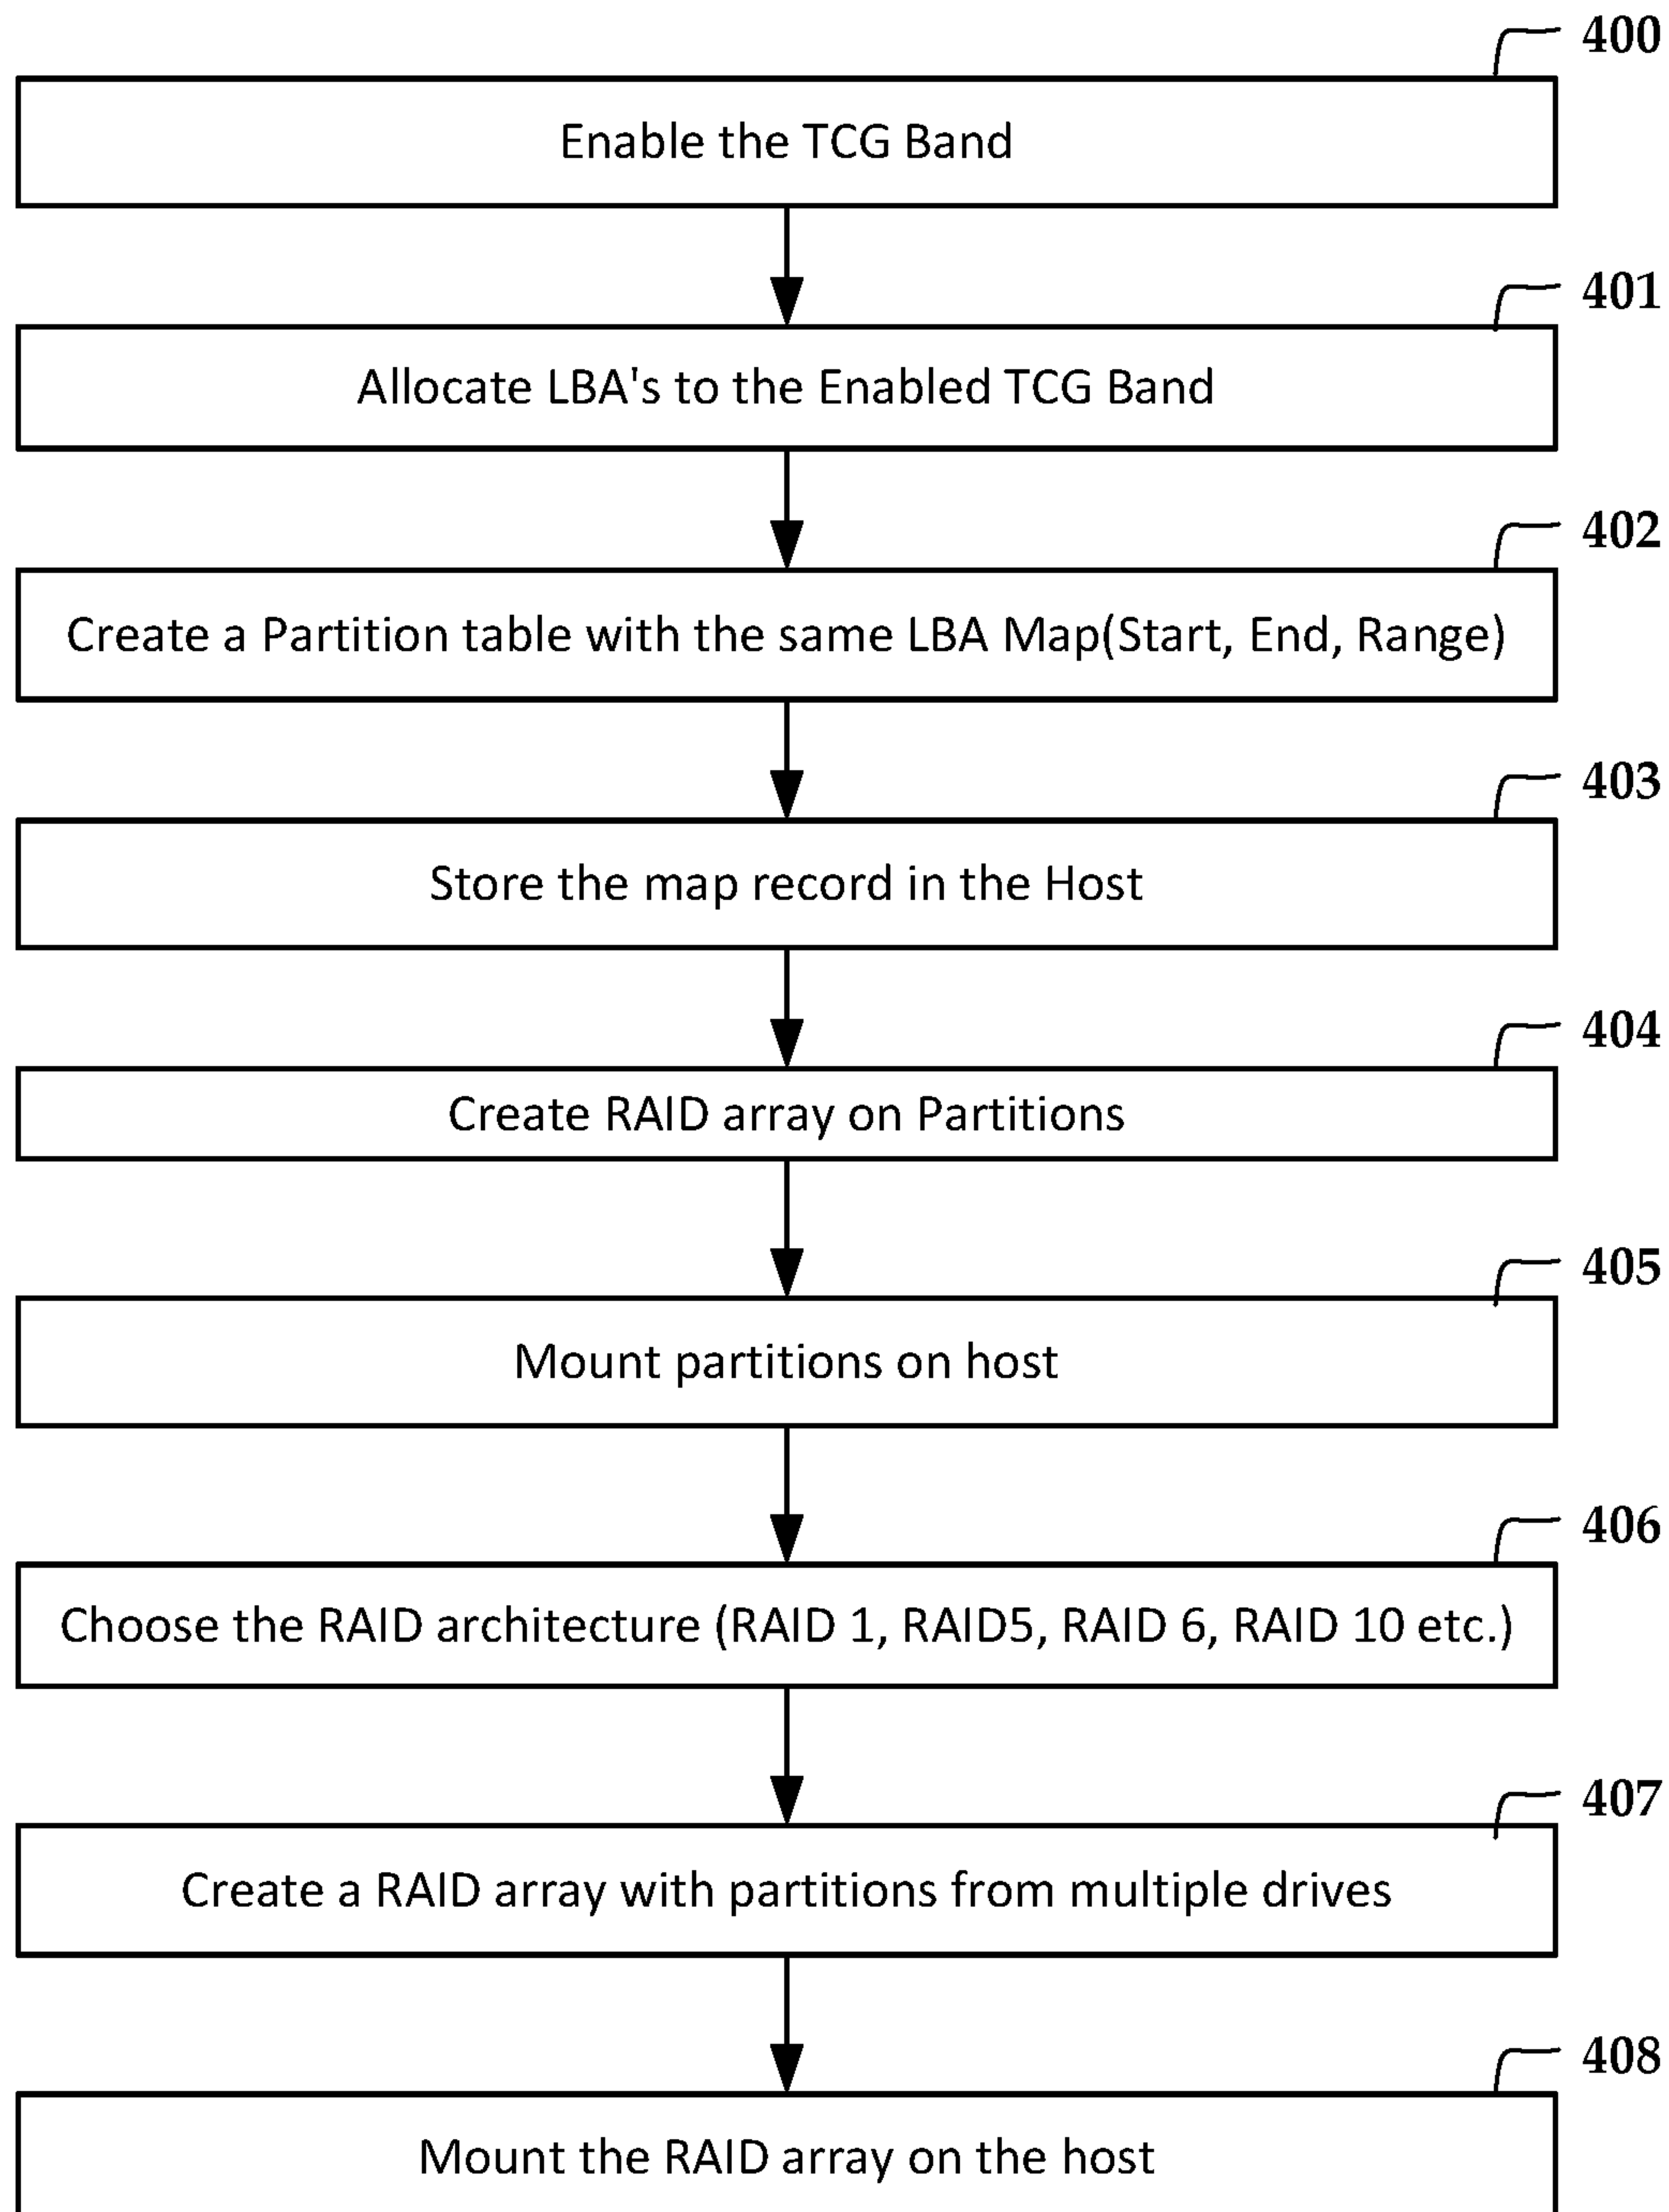 400
Enable the TCG Band
401
Allocate LBA's to the Enabled TCG Band
402
Create a Partition table with the same LBA Map(Start, End, Range)
403
Store the map record in the Host
404
Create RAID array on Partitions
405
Mount partitions on host
406
Choose the RAID architecture (RAID 1, RAID5, RAID 6, RAID 10 etc.)
407
Create a RAID array with partitions from multiple drives
408
Mount the RAID array on the host